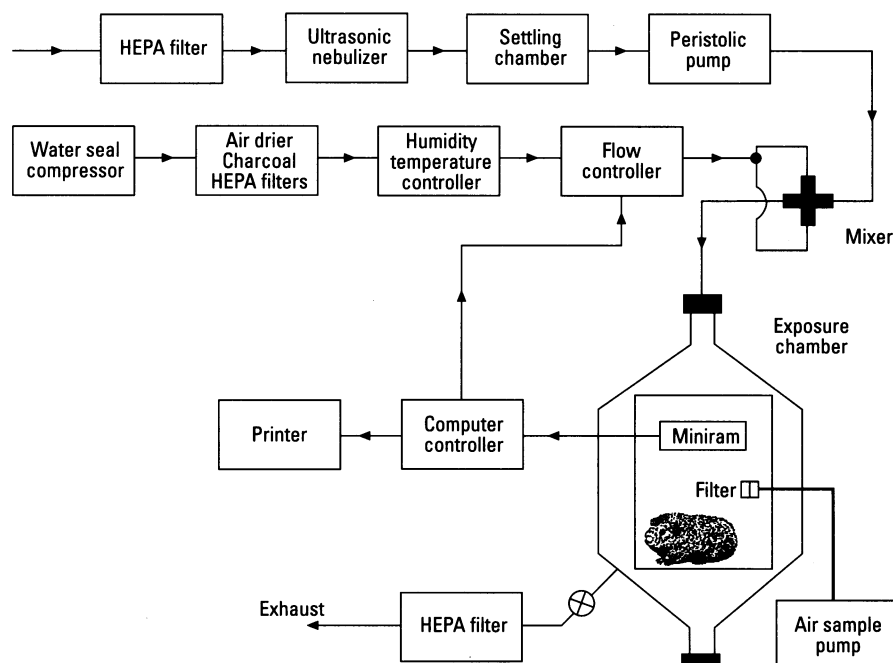 HEPA filter
Ultrasonic
nebulizer
Settling
chamber
Peristolic
pump
Water seal
compressor
Air drier
Charcoal
HEPA filters
Humidity
temperature
controller
Flow
controller
Mixer
Exposure
chamber
Printer
Computer
controller
Miniram
Filter
Exhaust
HEPA filter
Air sample
pump